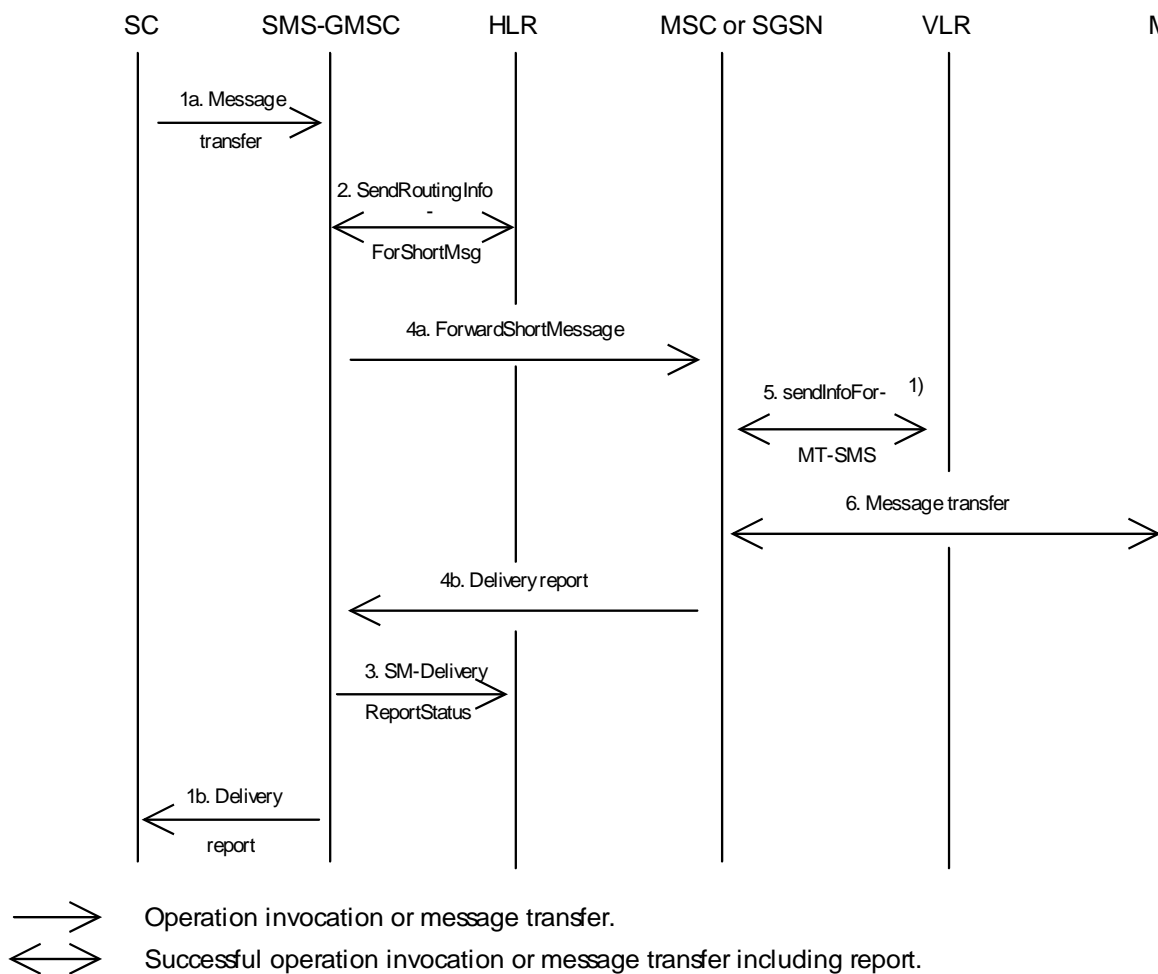 SC SMS-GMSC HLR MSC or SGSN VLR M
1a. Message
transfer
2. SendRoutingInfo
-
ForShortMsg
4a. ForwardShortMessage
5. sendInfoFor- 1)
MT-SMS
6. Message transfer
4b. Delivery report
3. SM-Delivery
ReportStatus
1b. Delivery
report
Operation invocation or message transfer.
Successful operation invocation or message transfer including report.